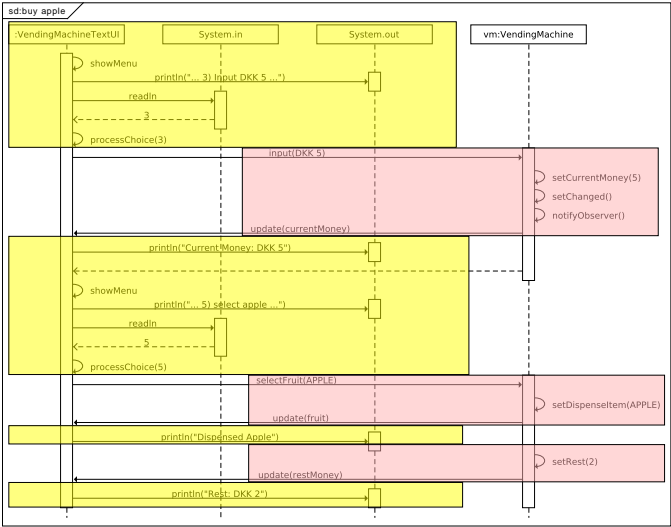 sd:buy apple
:VendingMachineTextUI
System.in
System.out
vm:VendingMachine
showMenu
println("... 3) Input DKK 5 ...")
readln
3
processChoice(3)
input(DKK 5)
setCurrentMoney(5)
setChanged()
notifyObserver()
update(currentMoney)
println("Current Money: DKK 5")
showMenu
println("... 5) select apple ...")
readln
5
processChoice(5)
selectFruit(APPLE)
setDispenseItem(APPLE)
update(fruit)
println("Dispensed Apple")
setRest(2)
update(restMoney)
println("Rest: DKK 2")